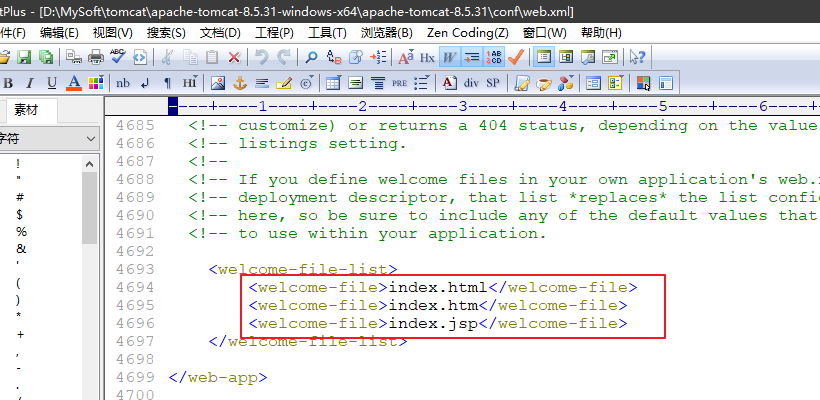 tPlus - [D:\MySoft\tomcat\apache-tomcat-8.5.31-windows-x64\apache-tomcat-8.5.31\conf\web.xml]
件(F) 编辑(E) 视图(V) 搜索(S) 文档(D) 工程(P) 工具(T) 浏览器(B) Zen Coding(Z) 窗口(W) 帮助(H)
B I U A nb ¶ HI A div SP
素材
字符
!
"
#
$
%
&
'
(
)
*
+
,
-
.
----+----1----+----2----+----3----+----4----+----5----+----6--+
4685 <!-- customize) or returns a 404 status, depending on the value
4686 <!-- listings setting.
4687 <!--
4688 <!-- If you define welcome files in your own application's web.
4689 <!-- deployment descriptor, that list *replaces* the list confi
4690 <!-- here, so be sure to include any of the default values that
4691 <!-- to use within your application.
4692
4693 <welcome-file-list>
4694 <welcome-file>index.html</welcome-file>
4695 <welcome-file>index.htm</welcome-file>
4696 <welcome-file>index.jsp</welcome-file>
4697 </welcome-file-list>
4698
4699 </web-app>
4700